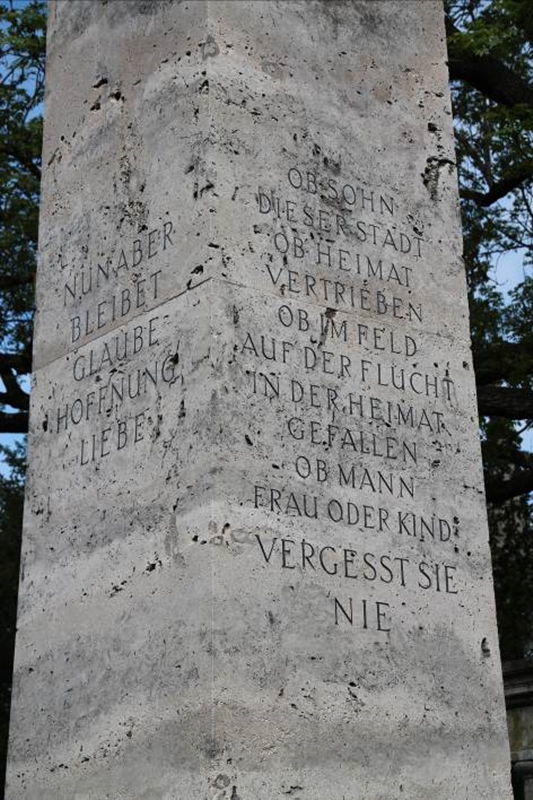 NUN ABER
BLEIBET
GLAUBE
HOFFNUNG
LIEBE
OB SOHN
DIESER STADT
OB HEIMAT
VERTRIEBEN
OB IM FELD
AUF DER FLUCHT
IN DER HEIMAT
GEFALLEN
OB MANN
FRAU ODER KIND
VERGESST SIE
NIE